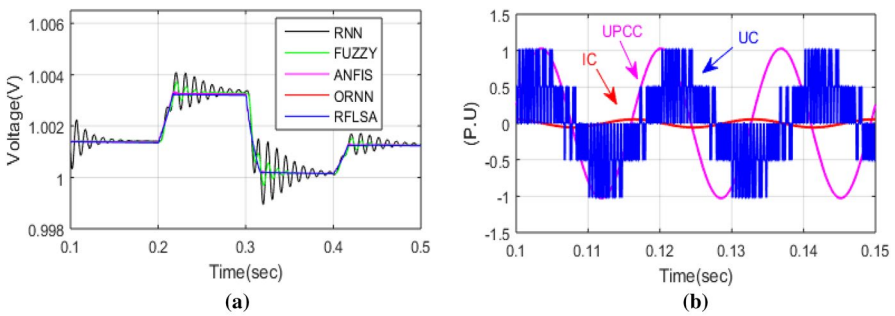 1.006
1.004
1.002
1
0.998
Voltage(V)
0.1 0.2 0.3 0.4 0.5
Time(sec)
RNN
FUZZY
ANFIS
ORNN
RFLSA
(a)
1.5
1
0.5
0
-0.5
-1
-1.5
(P.U)
0.1 0.11 0.12 0.13 0.14 0.15
Time(sec)
UPCC
UC
IC
(b)